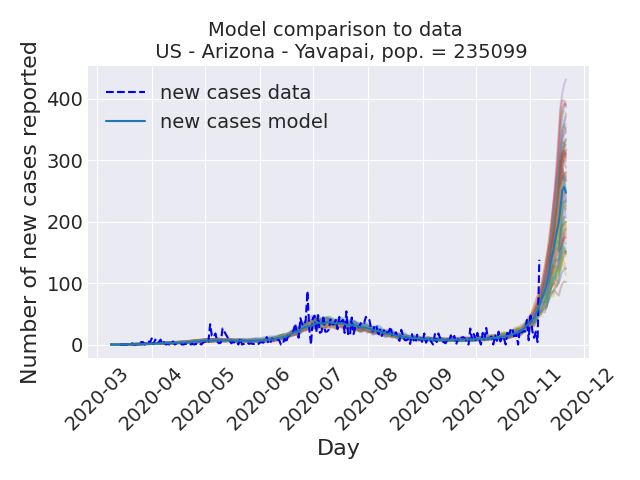 Model comparison to data
US - Arizona - Yavapai, pop. = 235099
new cases data
new cases model
Number of new cases reported
400
300
200
100
0
2020-03
2020-04
2020-05
2020-06
2020-07
2020-08
2020-09
2020-10
2020-11
2020-12
Day